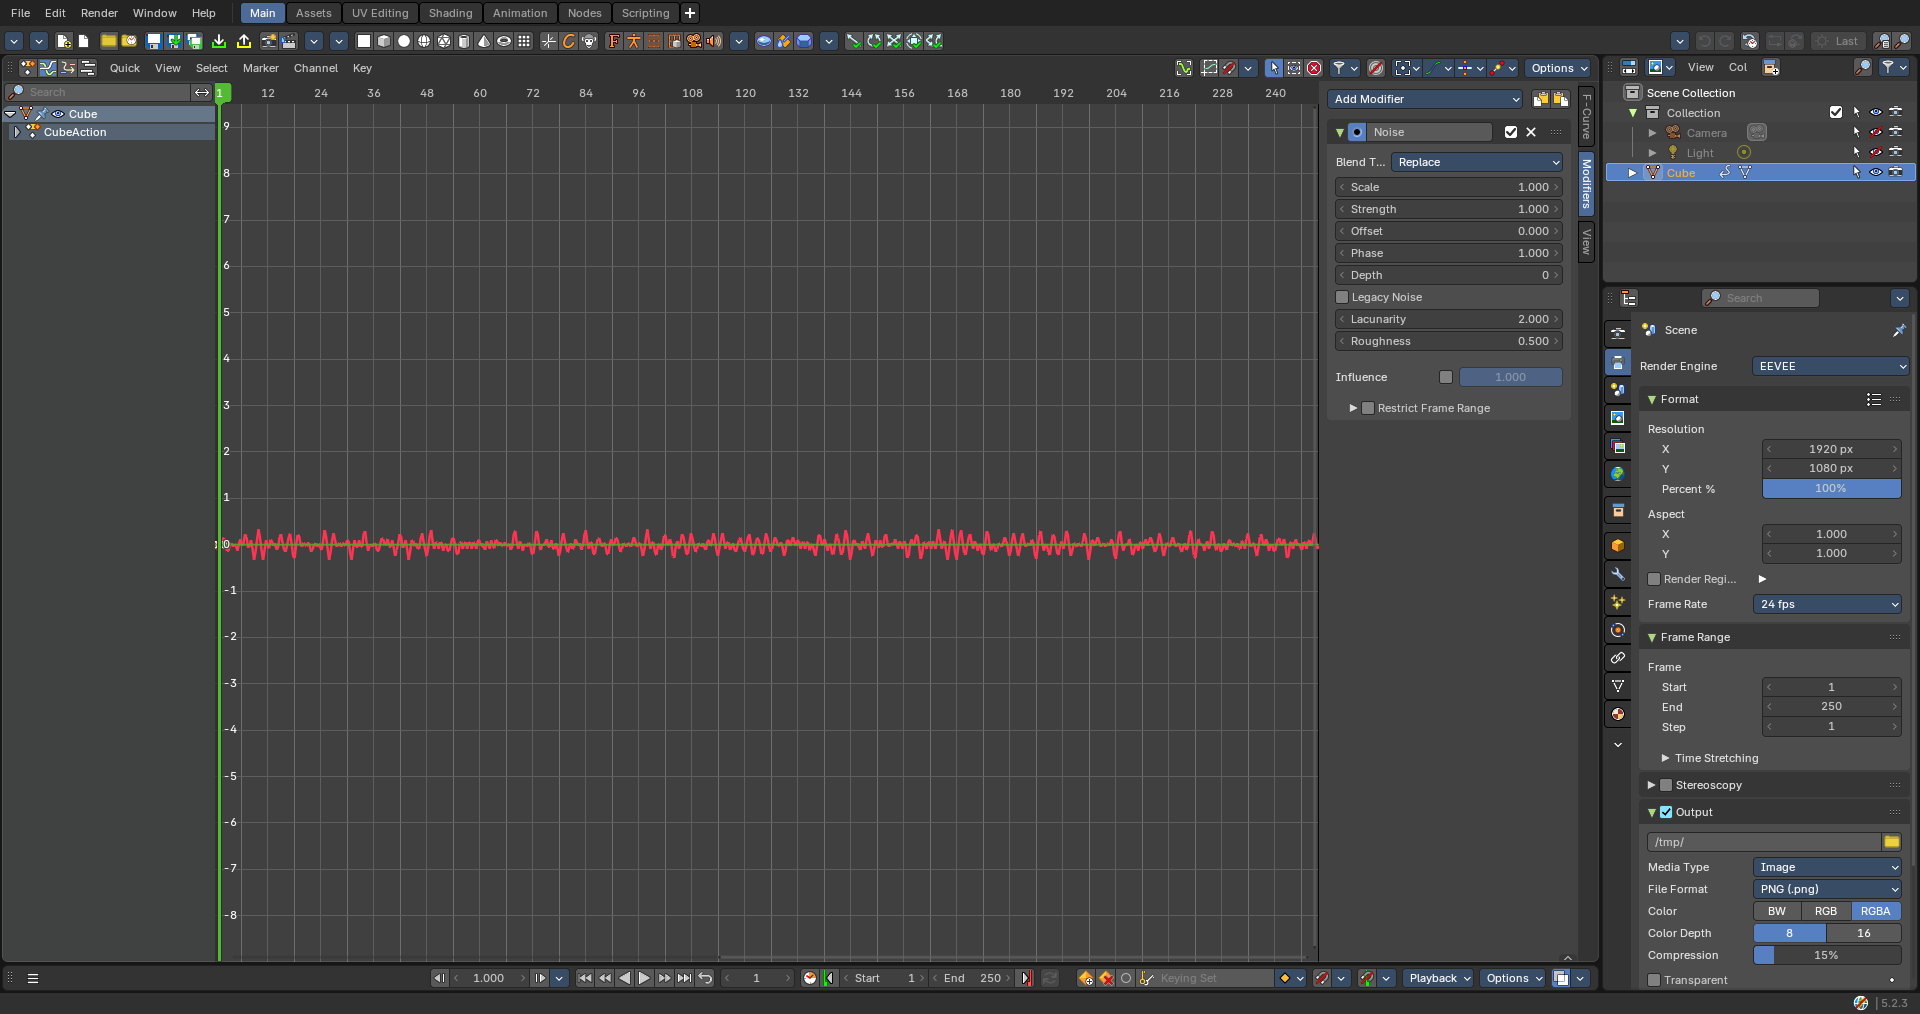 File Edit Render Window Help Main Assets UV Editing Shading Animation Nodes Scripting
Last
Quick View Select Marker Channel Key Options
View Col
Search
1 12 24 36 48 60 72 84 96 108 120 132 144 156 168 180 192 204 216 228 240
Cube
CubeAction
9
8
7
6
5
4
3
2
1
0
-1
-2
-3
-4
-5
-6
-7
-8
Add Modifier
Noise
Blend T... Replace
Scale 1.000
Strength 1.000
Offset 0.000
Phase 1.000
Depth 0
Legacy Noise
Lacunarity 2.000
Roughness 0.500
Influence 1.000
Restrict Frame Range
F-Curve
Modifiers
View
Scene Collection
Collection
Camera
Light
Cube
Search
Scene
Render Engine EEVEE
Format
Resolution
X 1920 px
Y 1080 px
Percent % 100%
Aspect
X 1.000
Y 1.000
Render Regi...
Frame Rate 24 fps
Frame Range
Frame
Start 1
End 250
Step 1
Time Stretching
Stereoscopy
Output
/tmp/
Media Type Image
File Format PNG (.png)
Color BW RGB RGBA
Color Depth 8 16
Compression 15%
Transparent
1.000 1 Start 1 End 250 Keying Set Playback Options
5.2.3